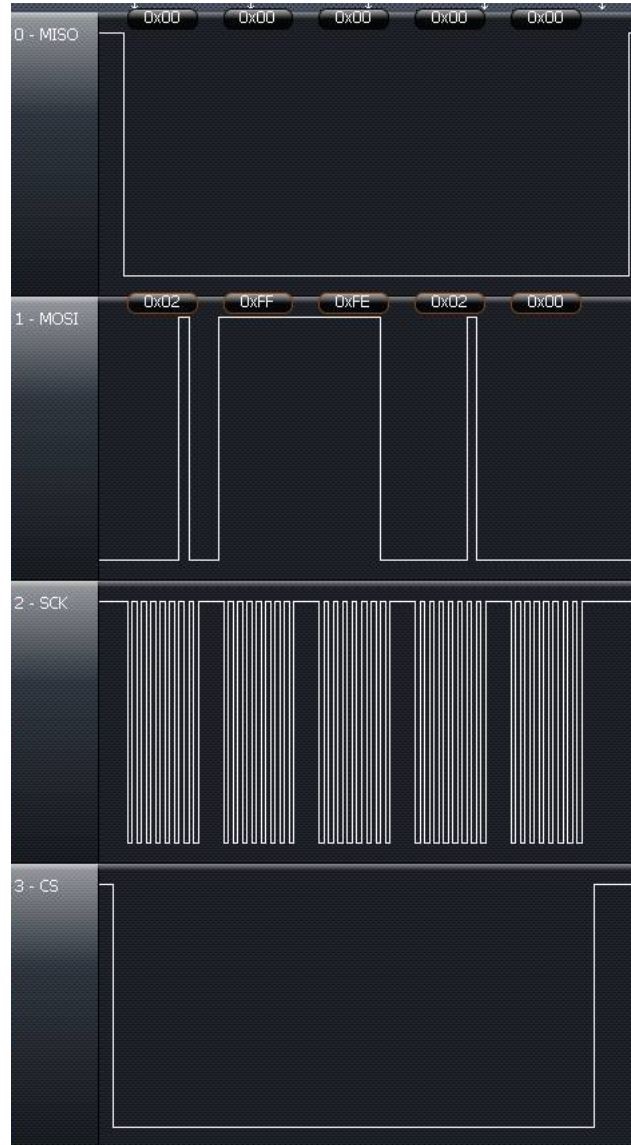 0x00 0x00 0x00 0x00 0x00
0 - MISO
0x02 0xFF 0xFE 0x02 0x00
1 - MOSI
2 - SCK
3 - CS